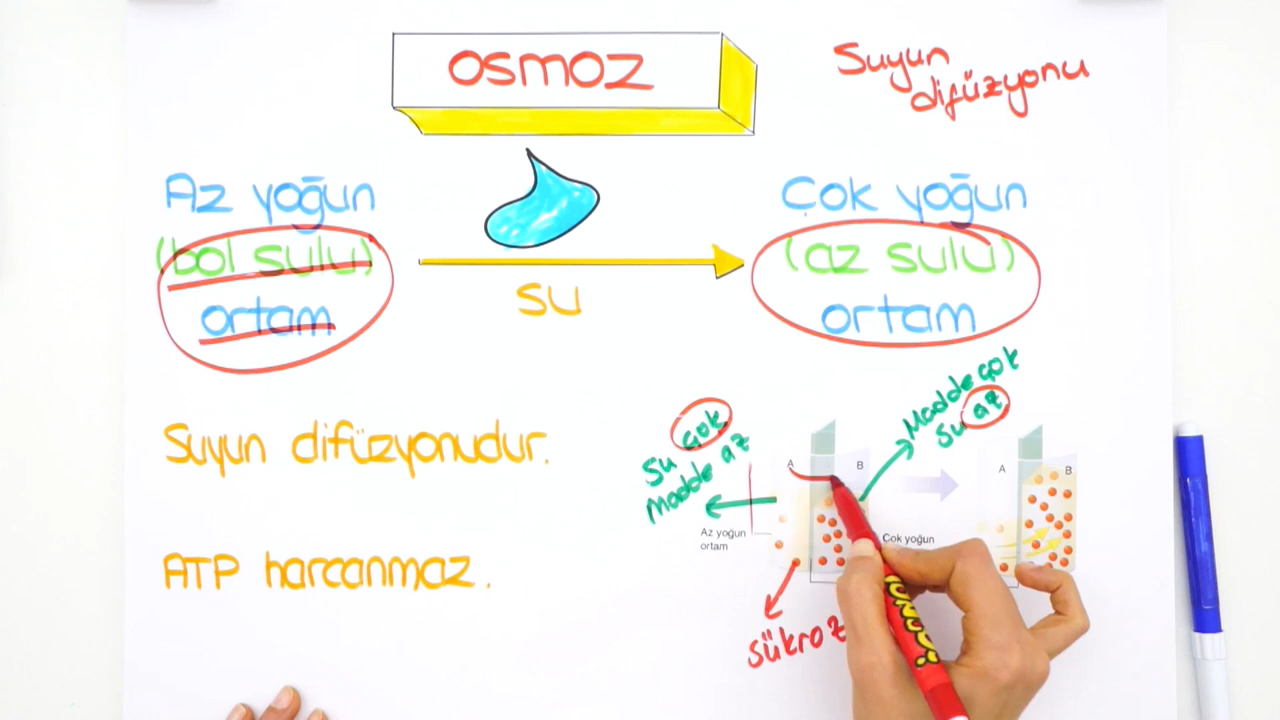 OSMOZ
Suyun
difüzyonu
Az yoğun
(bol sulu)
ortam
su
Çok yoğun
(az sulu)
ortam
Suyun difüzyonudur.
ATP harcanmaz.
Su çok
Madde az
Madde çok
su az
A
B
A
B
Az yoğun
ortam
Çok yoğun
sükroz